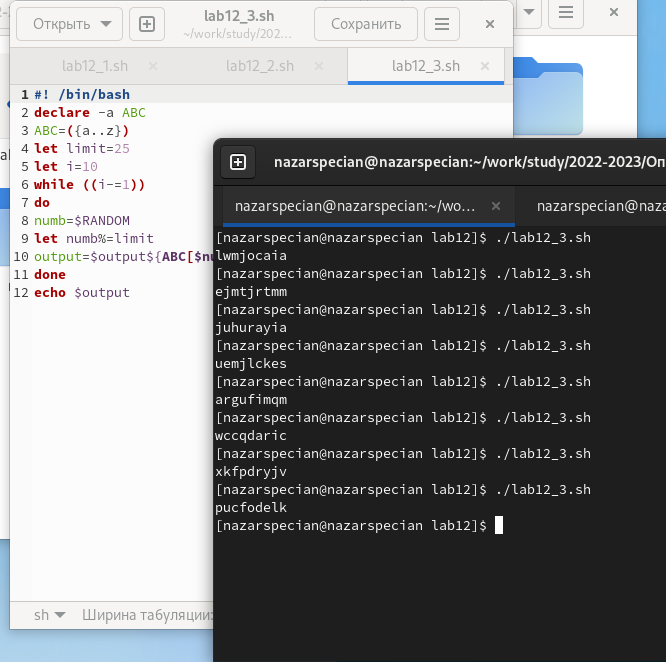 Открыть
lab12_3.sh
~/work/study/202...
Сохранить
lab12_1.sh
lab12_2.sh
lab12_3.sh
1 #! /bin/bash
2 declare -a ABC
3 ABC=({a..z})
4 let limit=25
5 let i=10
6 while ((i-=1))
7 do
8 numb=$RANDOM
9 let numb%=limit
10 output=$output${ABC[$nu
11 done
12 echo $output
sh
Ширина табуляции:
nazarspecian@nazarspecian:~/work/study/2022-2023/Оп
nazarspecian@nazarspecian:~/wo...
nazarspecian@naza
[nazarspecian@nazarspecian lab12]$ ./lab12_3.sh
lwmjocaia
[nazarspecian@nazarspecian lab12]$ ./lab12_3.sh
ejmtjrtmm
[nazarspecian@nazarspecian lab12]$ ./lab12_3.sh
juhurayia
[nazarspecian@nazarspecian lab12]$ ./lab12_3.sh
uemjlckes
[nazarspecian@nazarspecian lab12]$ ./lab12_3.sh
argufimqm
[nazarspecian@nazarspecian lab12]$ ./lab12_3.sh
wccqdaric
[nazarspecian@nazarspecian lab12]$ ./lab12_3.sh
xkfpdryjv
[nazarspecian@nazarspecian lab12]$ ./lab12_3.sh
pucfodelk
[nazarspecian@nazarspecian lab12]$